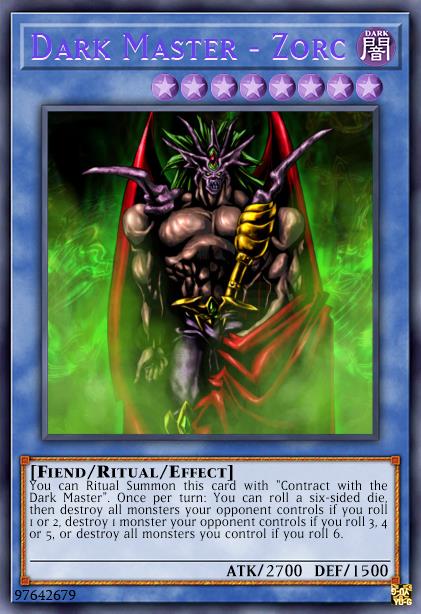 Dark Master - Zorc
DARK
闇
[Fiend/Ritual/Effect]
You can Ritual Summon this card with "Contract with the
Dark Master". Once per turn: You can roll a six-sided die,
then destroy all monsters your opponent controls if you roll
1 or 2, destroy 1 monster your opponent controls if you roll 3, 4
or 5, or destroy all monsters you control if you roll 6.
ATK/2700 DEF/1500
97642679